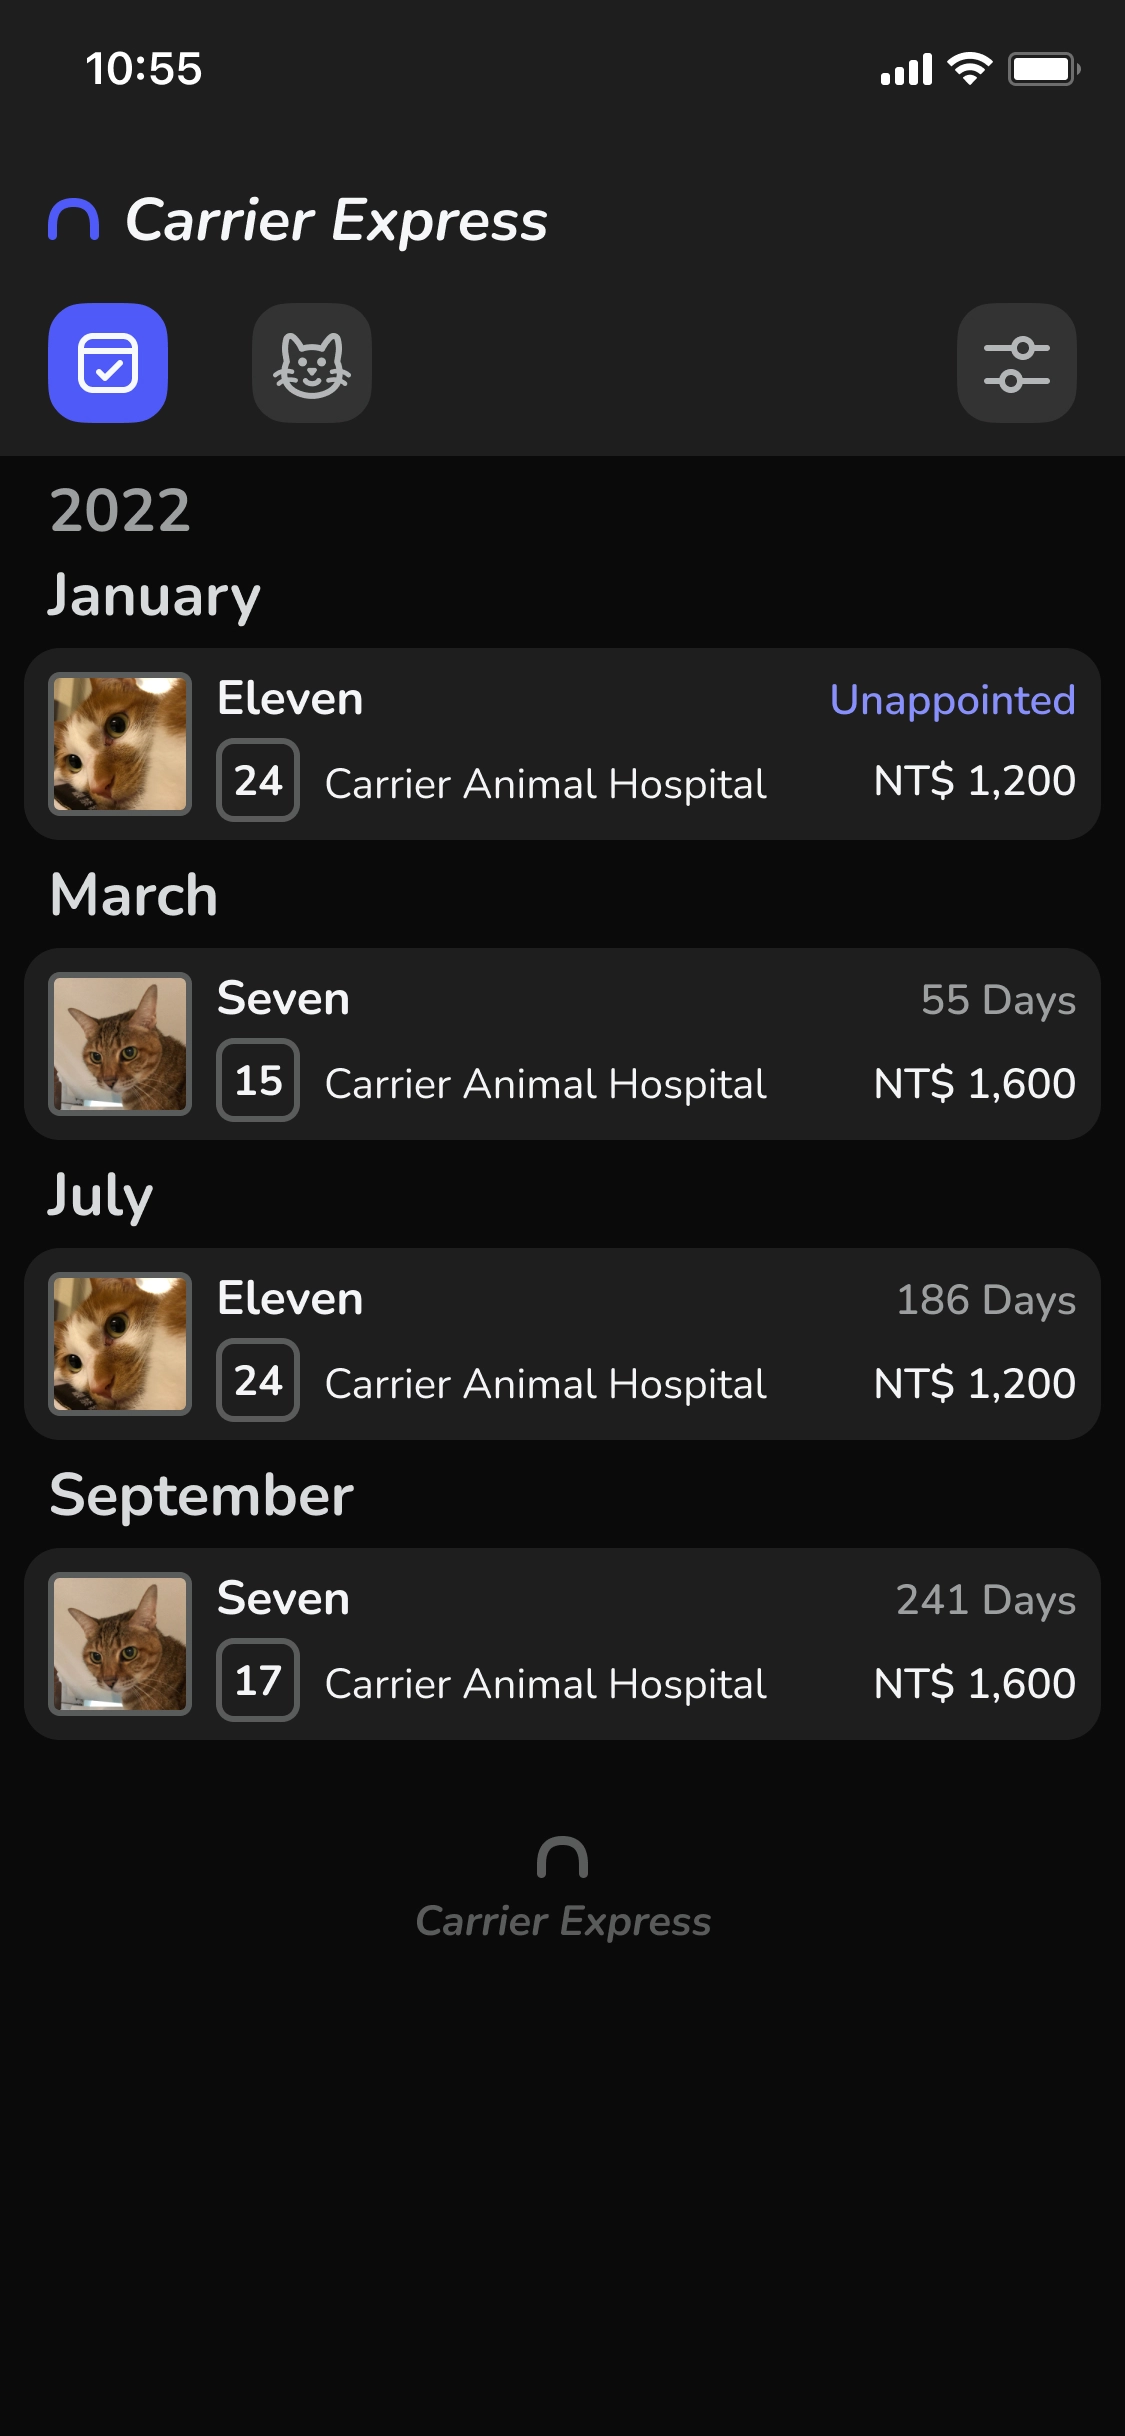 10:55
Carrier Express
2022
January
Eleven
Unappointed
24 Carrier Animal Hospital NT$ 1,200
March
Seven
55 Days
15 Carrier Animal Hospital NT$ 1,600
July
Eleven
186 Days
24 Carrier Animal Hospital NT$ 1,200
September
Seven
241 Days
17 Carrier Animal Hospital NT$ 1,600
Carrier Express